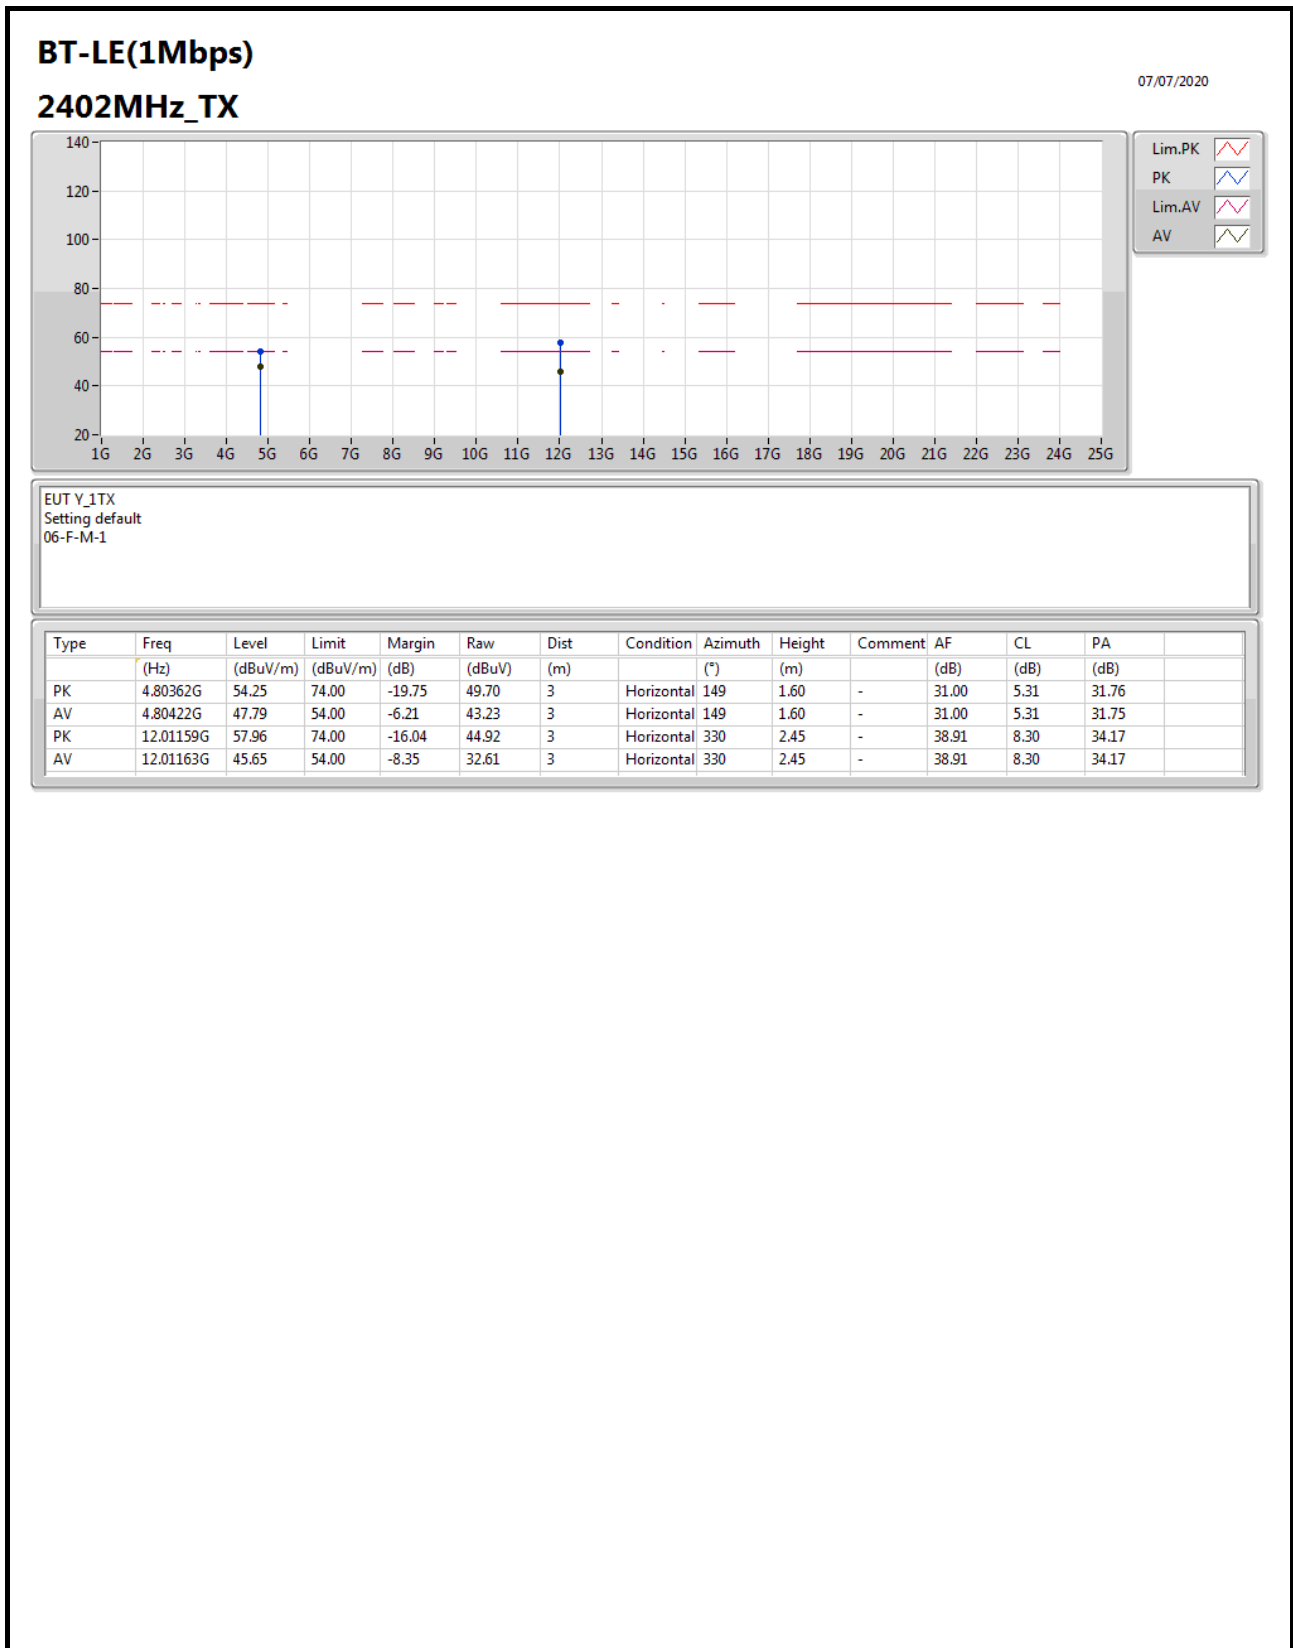 BT-LE(1Mbps)
07/07/2020
2402MHz_TX
140
120
100
80
60
40
20
1G 2G 3G 4G 5G 6G 7G 8G 9G 10G 11G 12G 13G 14G 15G 16G 17G 18G 19G 20G 21G 22G 23G 24G 25G
Lim.PK
PK
Lim.AV
AV
EUT Y_1TX
Setting default
06-F-M-1
Type Freq Level Limit Margin Raw Dist Condition Azimuth Height Comment AF CL PA
(Hz) (dBuV/m) (dBuV/m) (dB) (dBuV) (m) (°) (m) (dB) (dB) (dB)
PK 4.80362G 54.25 74.00 -19.75 49.70 3 Horizontal 149 1.60 - 31.00 5.31 31.76
AV 4.80422G 47.79 54.00 -6.21 43.23 3 Horizontal 149 1.60 - 31.00 5.31 31.75
PK 12.01159G 57.96 74.00 -16.04 44.92 3 Horizontal 330 2.45 - 38.91 8.30 34.17
AV 12.01163G 45.65 54.00 -8.35 32.61 3 Horizontal 330 2.45 - 38.91 8.30 34.17